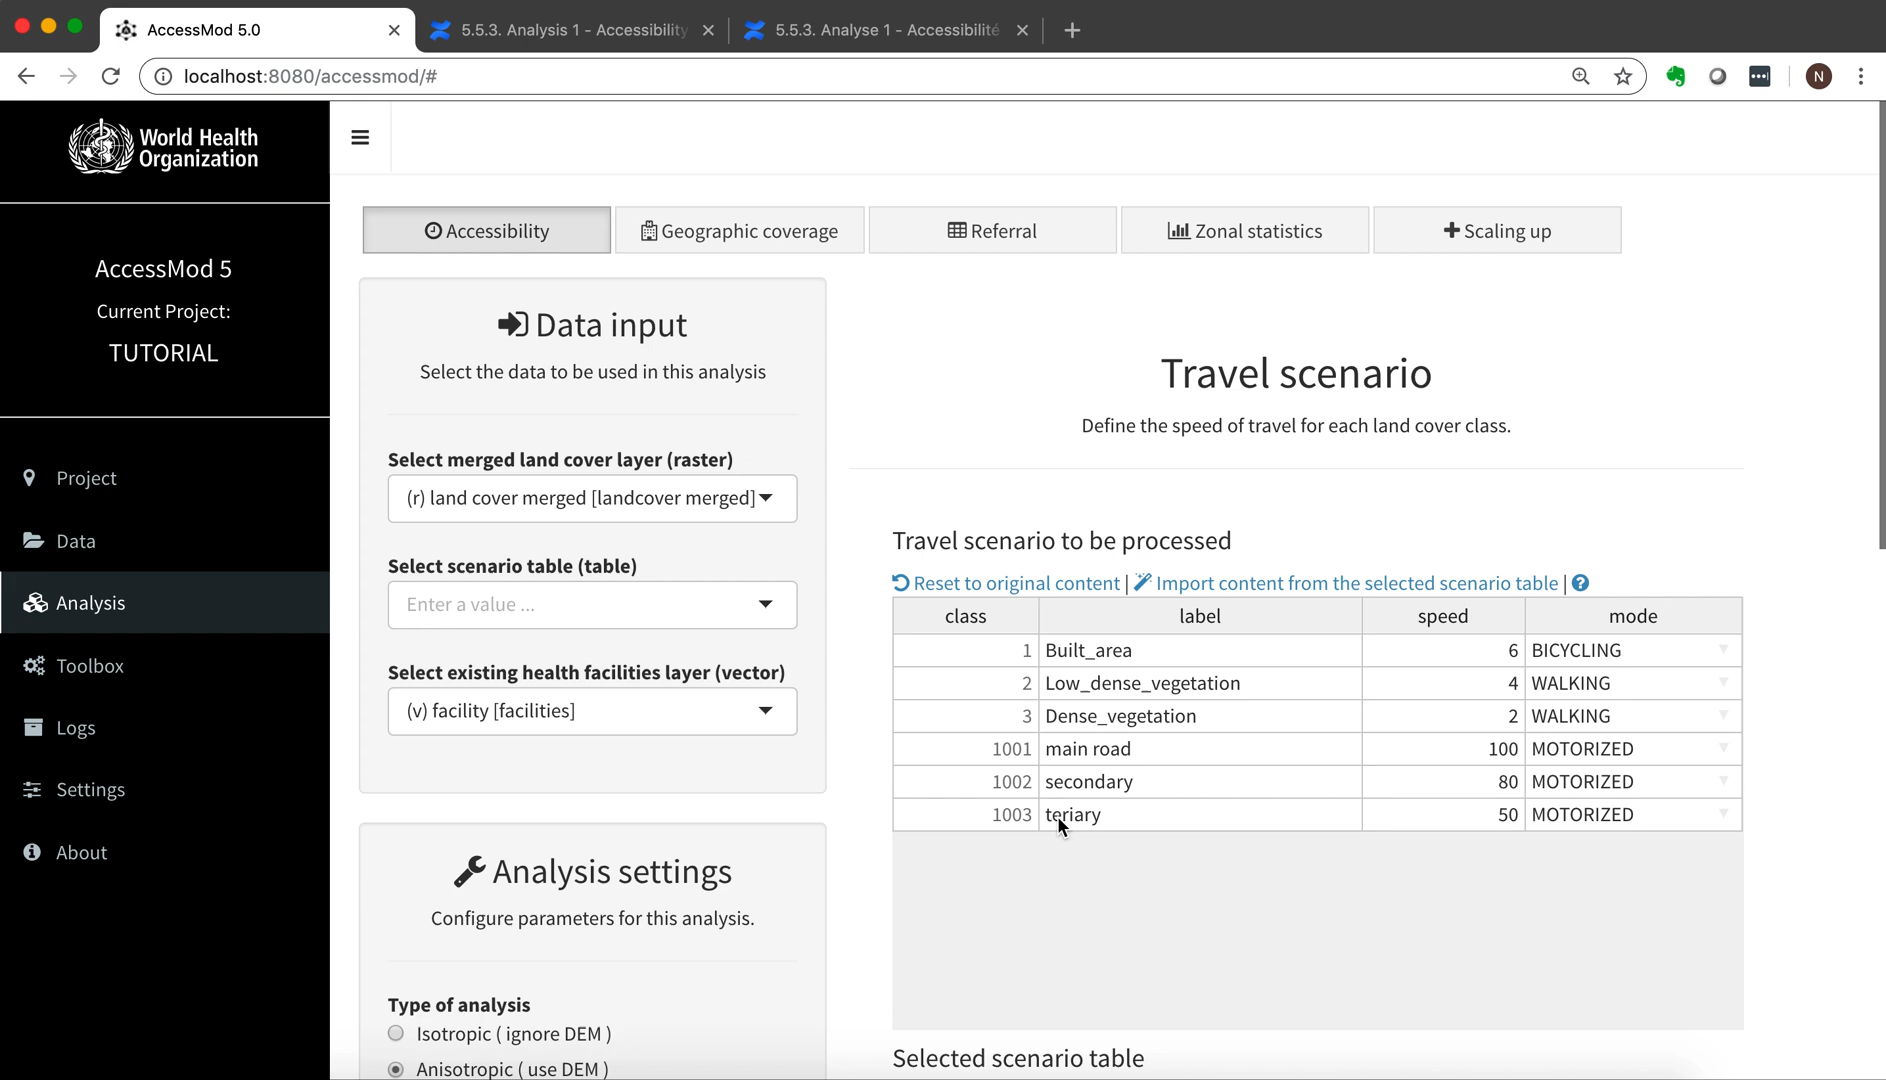 AccessMod 5.0
5.5.3. Analysis 1 - Accessibility
5.5.3. Analyse 1 - Accessibilité
localhost:8080/accessmod/#
N
World Health
Organization
AccessMod 5
Current Project:
TUTORIAL
Project
Data
Analysis
Toolbox
Logs
Settings
About
Accessibility
Geographic coverage
Referral
Zonal statistics
Scaling up
Data input
Select the data to be used in this analysis
Select merged land cover layer (raster)
(r) land cover merged [landcover merged]
Select scenario table (table)
Enter a value ...
Select existing health facilities layer (vector)
(v) facility [facilities]
Analysis settings
Configure parameters for this analysis.
Type of analysis
Isotropic ( ignore DEM )
Anisotropic ( use DEM )
Travel scenario
Define the speed of travel for each land cover class.
Travel scenario to be processed
Reset to original content | Import content from the selected scenario table |
class label speed mode
1 Built_area 6 BICYCLING
2 Low_dense_vegetation 4 WALKING
3 Dense_vegetation 2 WALKING
1001 main road 100 MOTORIZED
1002 secondary 80 MOTORIZED
1003 teriary 50 MOTORIZED
Selected scenario table